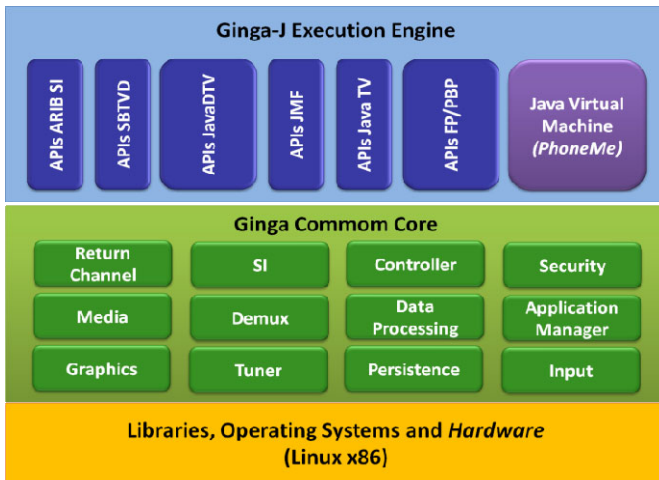 Ginga-J Execution Engine
APIs ARIB SI
APIs SBTVD
APIs JavaDTV
APIs JMF
APIs Java TV
APIs FP/PBP
Java Virtual
Machine
(PhoneMe)
Ginga Commom Core
Return
Channel
SI
Controller
Security
Media
Demux
Data
Processing
Application
Manager
Graphics
Tuner
Persistence
Input
Libraries, Operating Systems and Hardware
(Linux x86)